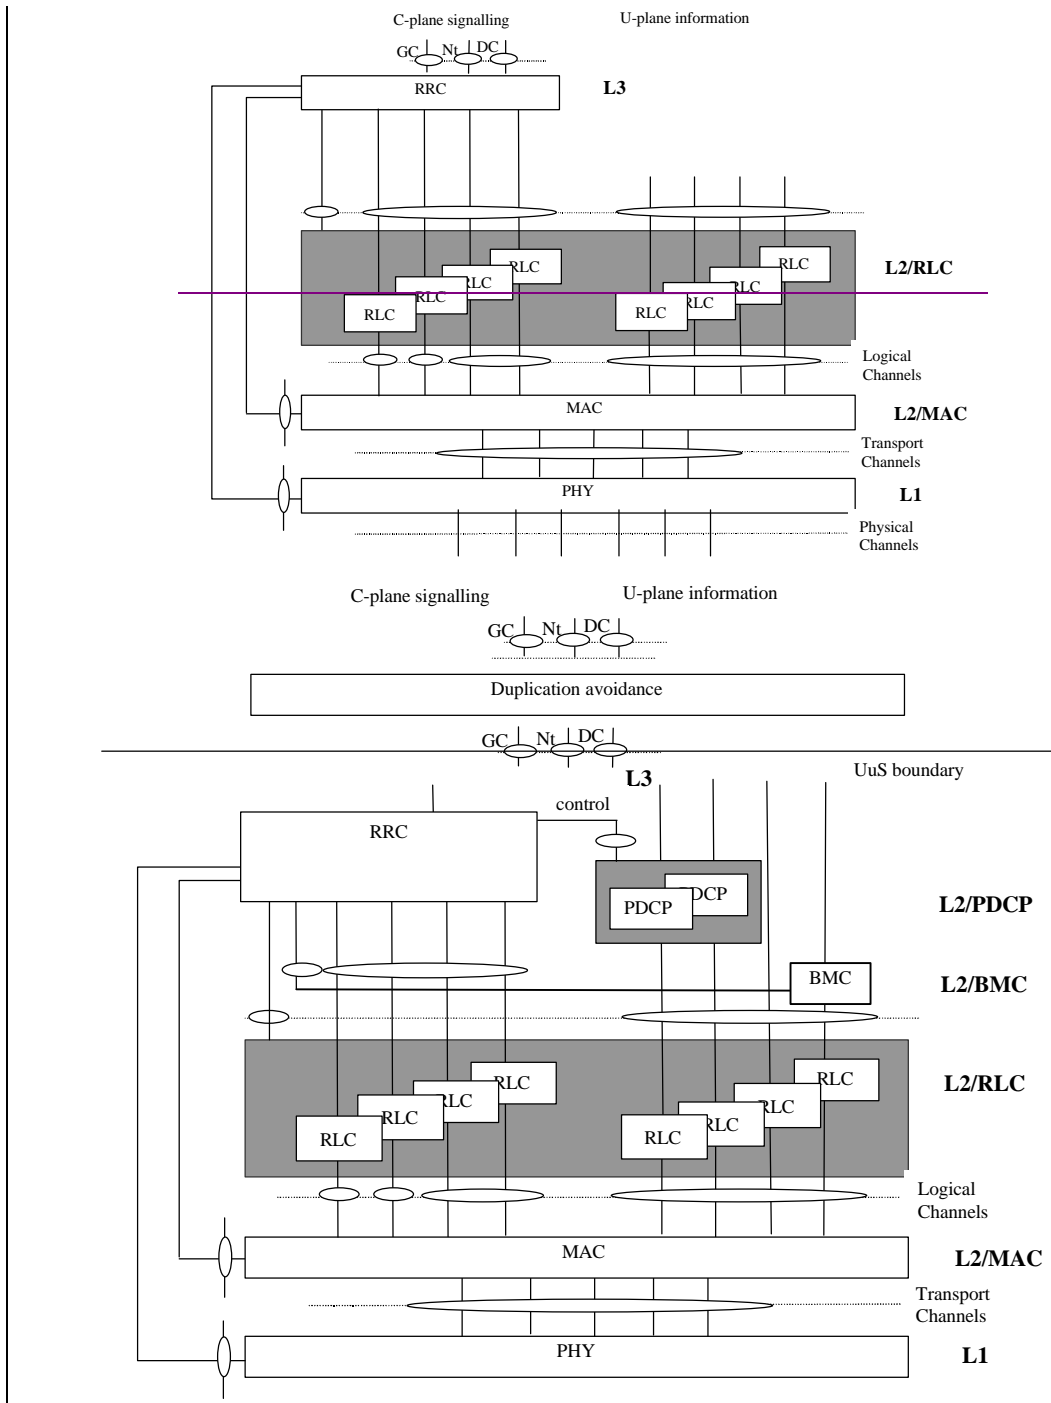 C-plane signalling U-plane information
GC Nt DC
RRC L3
RLC RLC
RLC RLC L2/RLC
RLC RLC
RLC RLC
Logical
Channels
MAC L2/MAC
Transport
Channels
PHY L1
Physical
Channels
C-plane signalling U-plane information
GC Nt DC
Duplication avoidance
GC Nt DC
UuS boundary
L3
control
RRC
PDCP
PDCP L2/PDCP
BMC L2/BMC
RLC RLC L2/RLC
RLC RLC
RLC RLC
RLC RLC
Logical
Channels
MAC L2/MAC
Transport
Channels
PHY L1